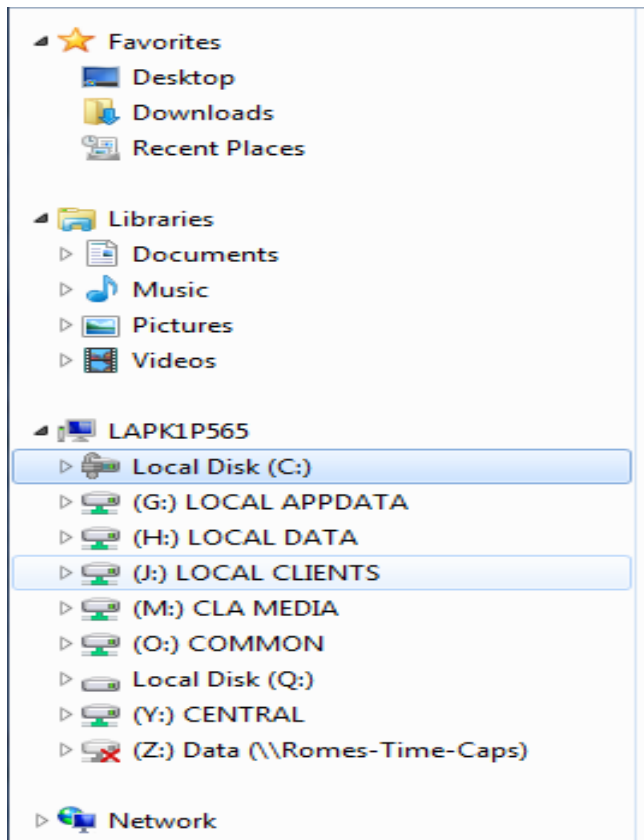 Favorites
Desktop
Downloads
Recent Places
Libraries
Documents
Music
Pictures
Videos
LAPK1P565
Local Disk (C:)
(G:) LOCAL APPDATA
(H:) LOCAL DATA
(J:) LOCAL CLIENTS
(M:) CLA MEDIA
(O:) COMMON
Local Disk (Q:)
(Y:) CENTRAL
(Z:) Data (\\Romes-Time-Caps)
Network